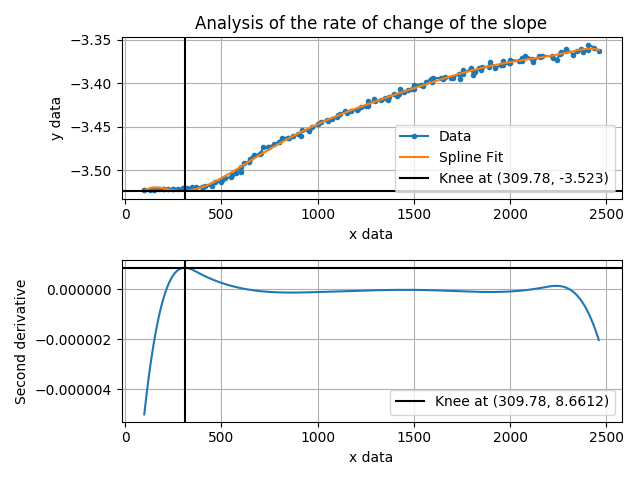 Analysis of the rate of change of the slope
−3.35
−3.40
−3.45
−3.50
y data
Data
Spline Fit
Knee at (309.78, -3.523)
0
500
1000
1500
2000
2500
x data
0.000000
−0.000002
−0.000004
Second derivative
Knee at (309.78, 8.6612)
0
500
1000
1500
2000
2500
x data